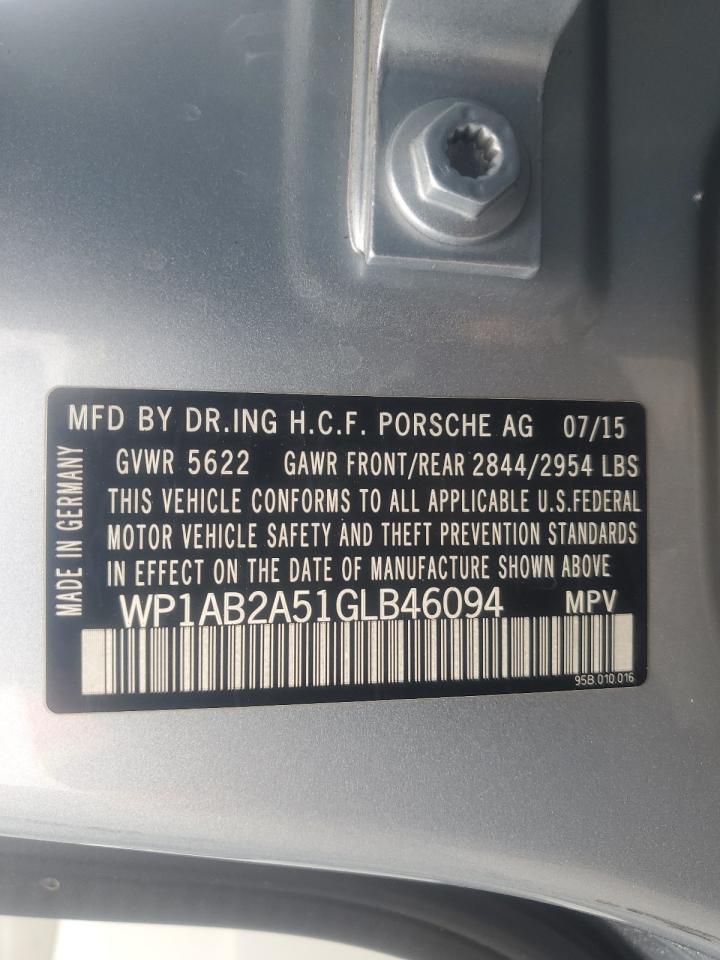 MFD BY DR.ING H.C.F. PORSCHE AG 07/15
GVWR 5622 GAWR FRONT/REAR 2844/2954 LBS
THIS VEHICLE CONFORMS TO ALL APPLICABLE U.S.FEDERAL
MOTOR VEHICLE SAFETY AND THEFT PREVENTION STANDARDS
IN EFFECT ON THE DATE OF MANUFACTURE SHOWN ABOVE
WP1AB2A51GLB46094 MPV
95B.010.016
MADE IN GERMANY